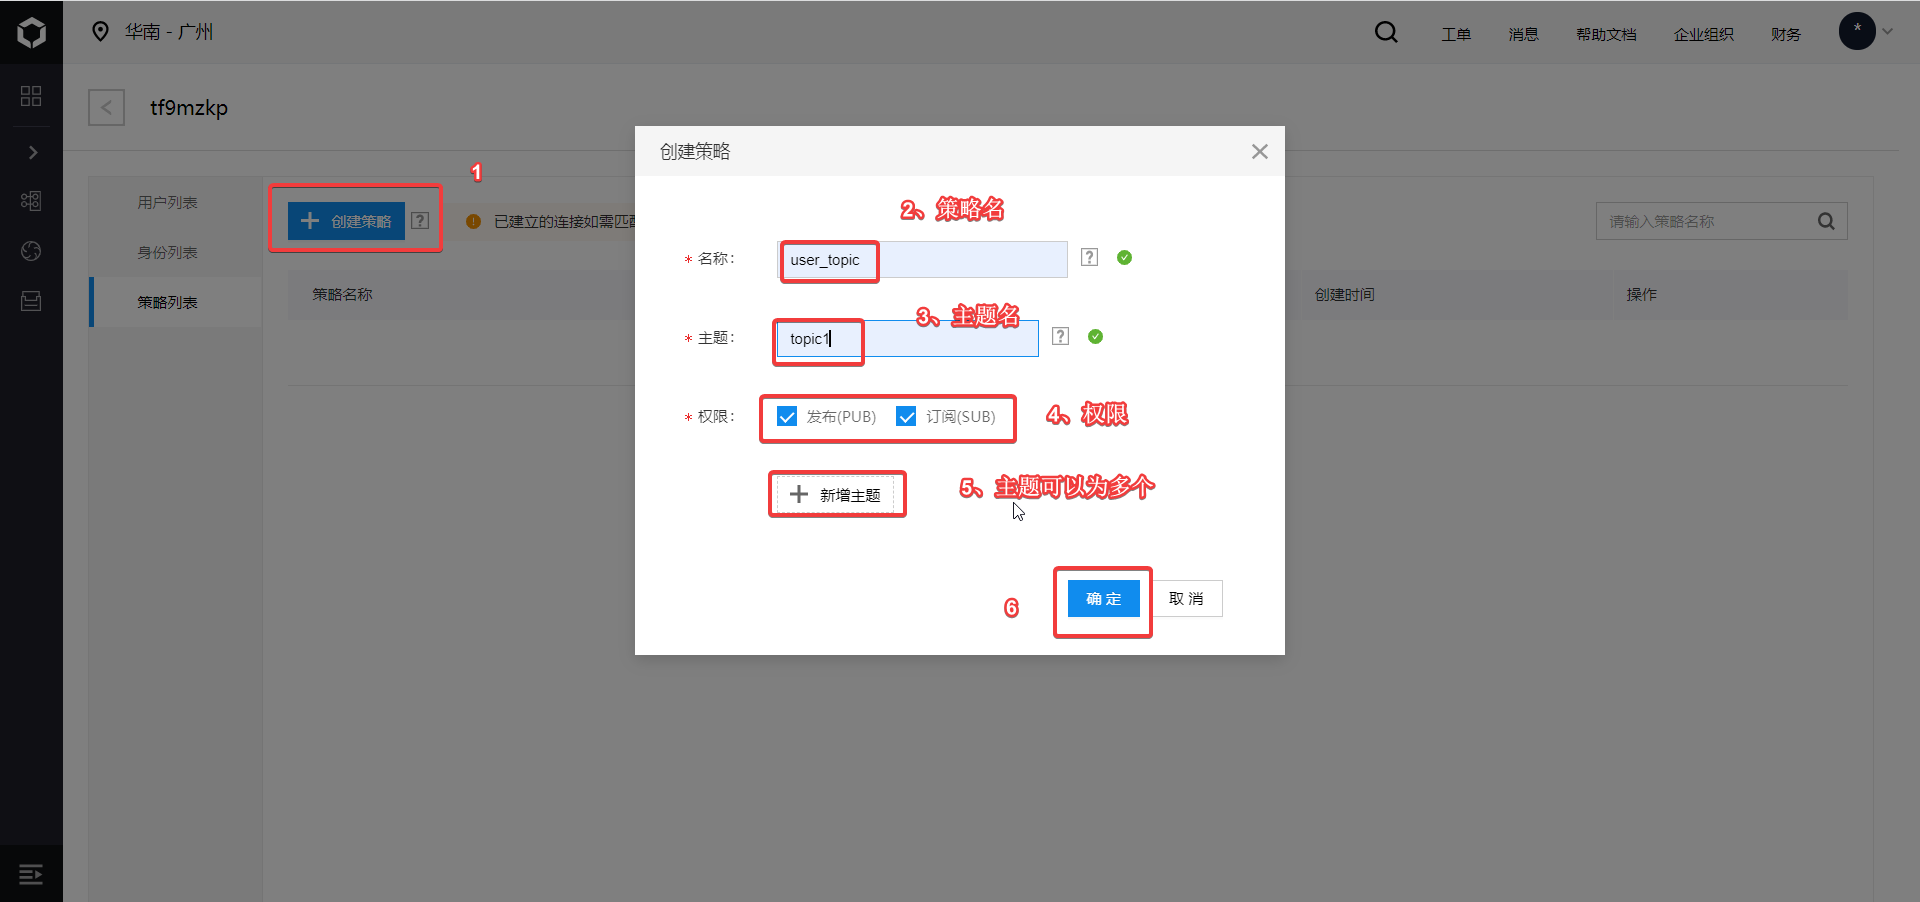 华南 - 广州
工单
消息
帮助文档
企业组织
财务
*
tf9mzkp
用户列表
身份列表
策略列表
1
创建策略 ?
已建立的连接如需匹配
请输入策略名称
策略名称
创建时间
操作
创建策略
2、策略名
* 名称: user_topic ?
3、主题名
* 主题: topic1 ?
* 权限: 发布(PUB) 订阅(SUB)
4、权限
新增主题
5、主题可以为多个
6
确 定
取 消